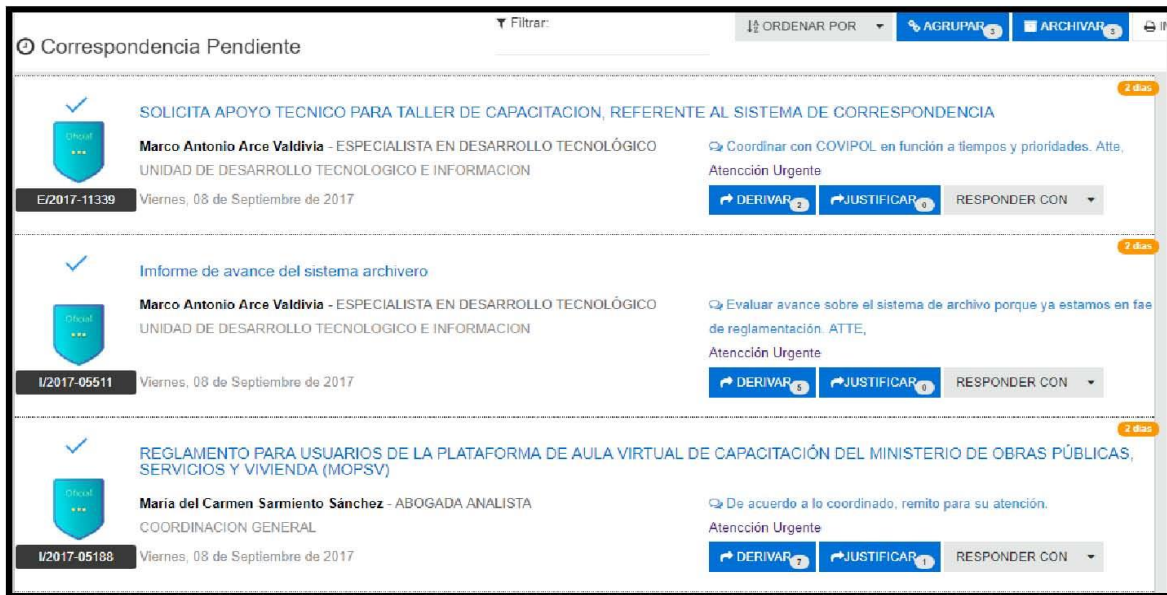 Filtrar:
ORDENAR POR
AGRUPAR 3
ARCHIVAR 3
Correspondencia Pendiente
2 dias
SOLICITA APOYO TECNICO PARA TALLER DE CAPACITACION, REFERENTE AL SISTEMA DE CORRESPONDENCIA
Oficial
Marco Antonio Arce Valdivia - ESPECIALISTA EN DESARROLLO TECNOLÓGICO
Coordinar con COVIPOL en función a tiempos y prioridades. Atte,
UNIDAD DE DESARROLLO TECNOLOGICO E INFORMACION
Atencción Urgente
E/2017-11339
Viernes, 08 de Septiembre de 2017
DERIVAR 2
JUSTIFICAR 0
RESPONDER CON
2 dias
Imforme de avance del sistema archivero
Oficial
Marco Antonio Arce Valdivia - ESPECIALISTA EN DESARROLLO TECNOLÓGICO
Evaluar avance sobre el sistema de archivo porque ya estamos en fae
UNIDAD DE DESARROLLO TECNOLOGICO E INFORMACION
de reglamentación. ATTE,
Atencción Urgente
I/2017-05511
Viernes, 08 de Septiembre de 2017
DERIVAR 5
JUSTIFICAR 0
RESPONDER CON
2 dias
REGLAMENTO PARA USUARIOS DE LA PLATAFORMA DE AULA VIRTUAL DE CAPACITACIÓN DEL MINISTERIO DE OBRAS PÚBLICAS,
SERVICIOS Y VIVIENDA (MOPSV)
Oficial
María del Carmen Sarmiento Sánchez - ABOGADA ANALISTA
De acuerdo a lo coordinado, remito para su atención.
COORDINACION GENERAL
Atencción Urgente
I/2017-05188
Viernes, 08 de Septiembre de 2017
DERIVAR 7
JUSTIFICAR 1
RESPONDER CON